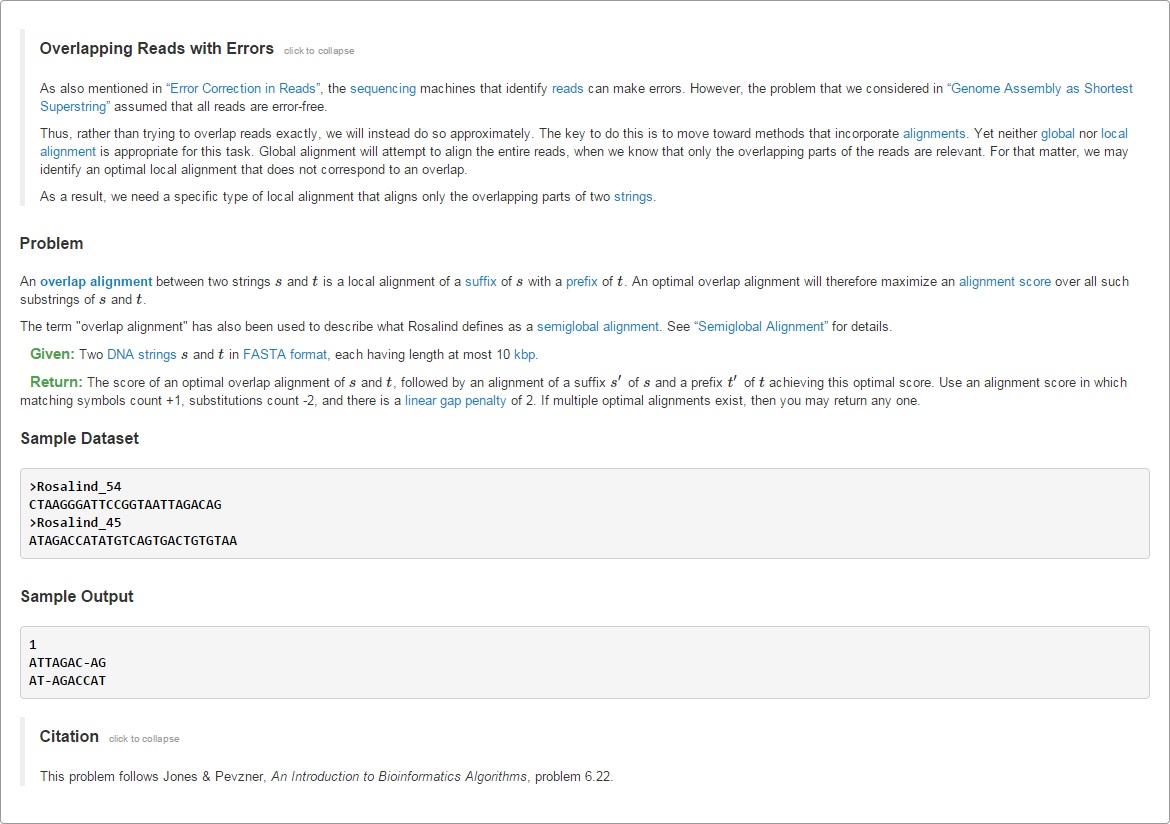 Overlapping Reads with Errors click to collapse
As also mentioned in “Error Correction in Reads”, the sequencing machines that identify reads can make errors. However, the problem that we considered in “Genome Assembly as Shortest
Superstring” assumed that all reads are error-free.
Thus, rather than trying to overlap reads exactly, we will instead do so approximately. The key to do this is to move toward methods that incorporate alignments. Yet neither global nor local
alignment is appropriate for this task. Global alignment will attempt to align the entire reads, when we know that only the overlapping parts of the reads are relevant. For that matter, we may
identify an optimal local alignment that does not correspond to an overlap.
As a result, we need a specific type of local alignment that aligns only the overlapping parts of two strings.
Problem
An overlap alignment between two strings s and t is a local alignment of a suffix of s with a prefix of t. An optimal overlap alignment will therefore maximize an alignment score over all such
substrings of s and t.
The term "overlap alignment" has also been used to describe what Rosalind defines as a semiglobal alignment. See “Semiglobal Alignment” for details.
Given: Two DNA strings s and t in FASTA format, each having length at most 10 kbp.
Return: The score of an optimal overlap alignment of s and t, followed by an alignment of a suffix s′ of s and a prefix t′ of t achieving this optimal score. Use an alignment score in which
matching symbols count +1, substitutions count -2, and there is a linear gap penalty of 2. If multiple optimal alignments exist, then you may return any one.
Sample Dataset
>Rosalind_54
CTAAGGGATTCCGGTAATTAGACAG
>Rosalind_45
ATAGACCATATGTCAGTGACTGTGTAA
Sample Output
1
ATTAGAC-AG
AT-AGACCAT
Citation click to collapse
This problem follows Jones & Pevzner, An Introduction to Bioinformatics Algorithms, problem 6.22.